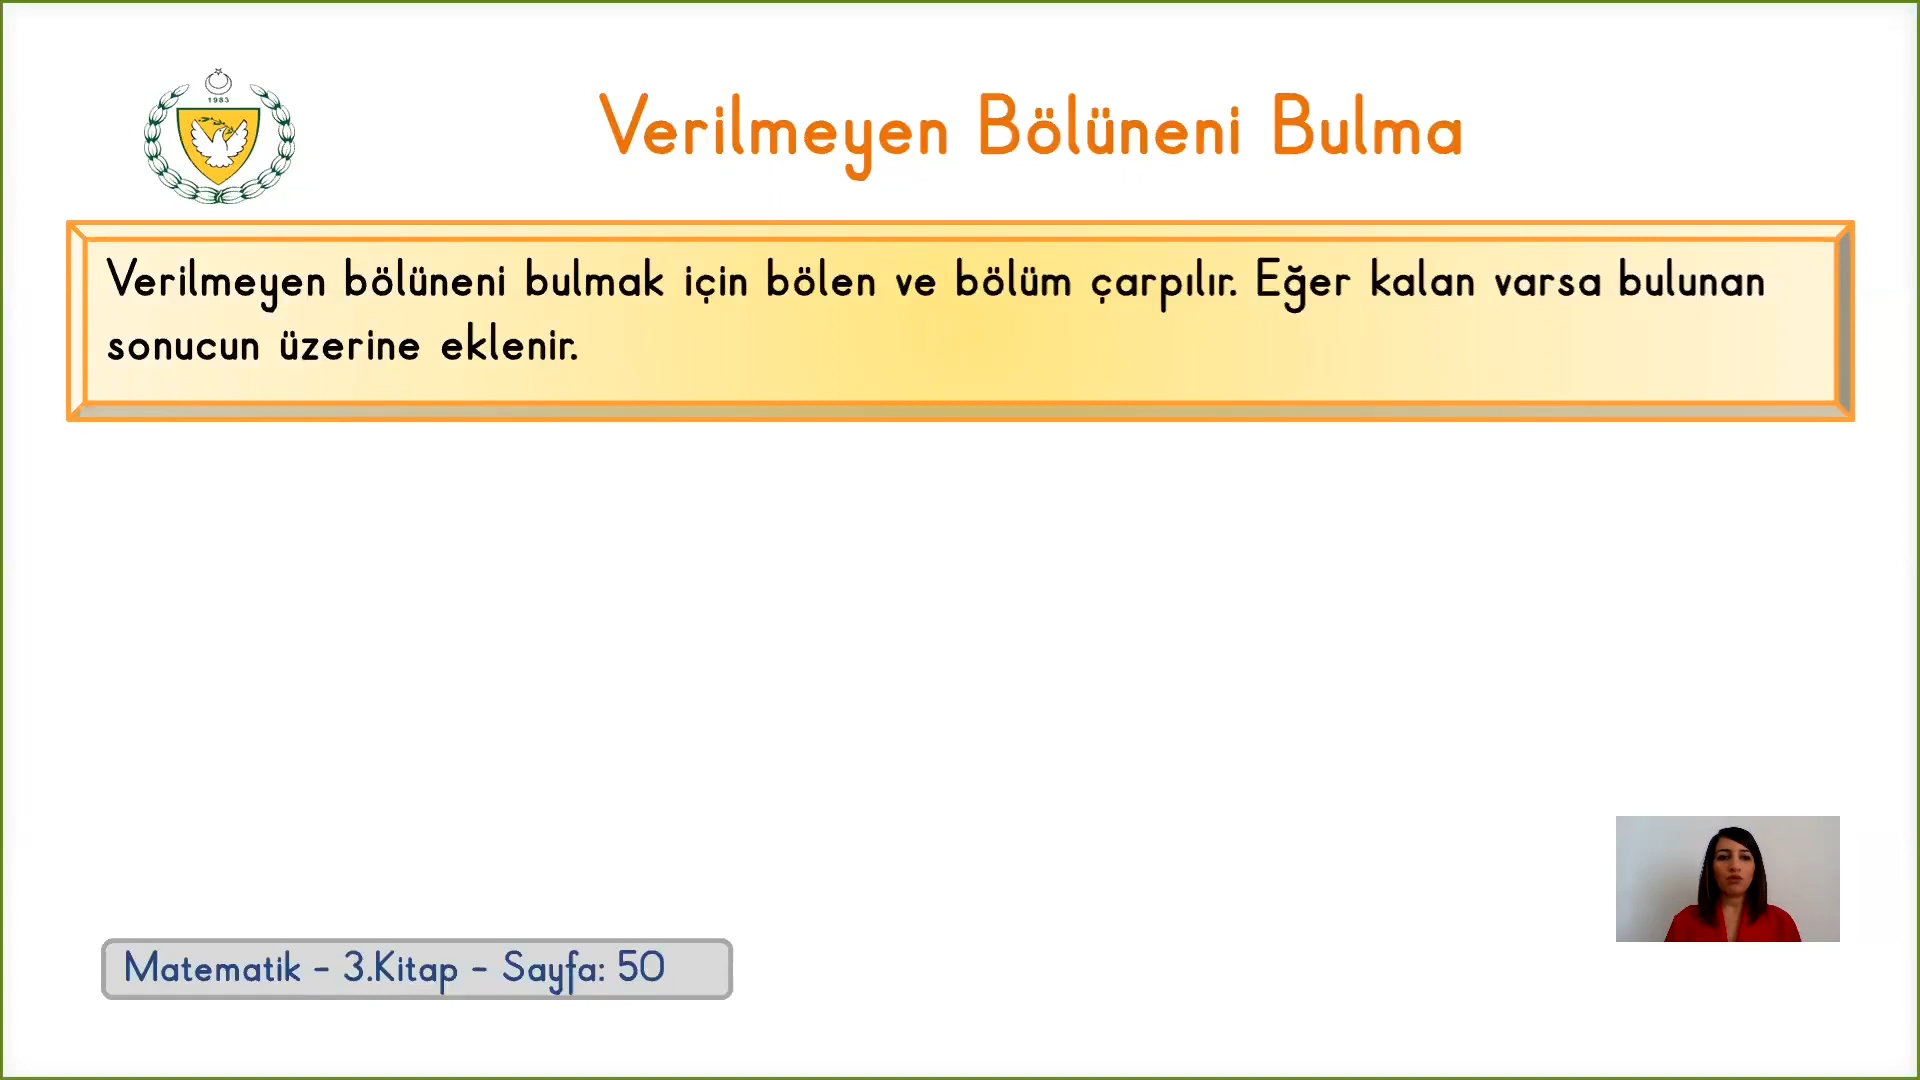 1983
Verilmeyen Bölüneni Bulma
Verilmeyen bölüneni bulmak için bölen ve bölüm çarpılır. Eğer kalan varsa bulunan
sonucun üzerine eklenir.
Matematik - 3.Kitap - Sayfa: 50